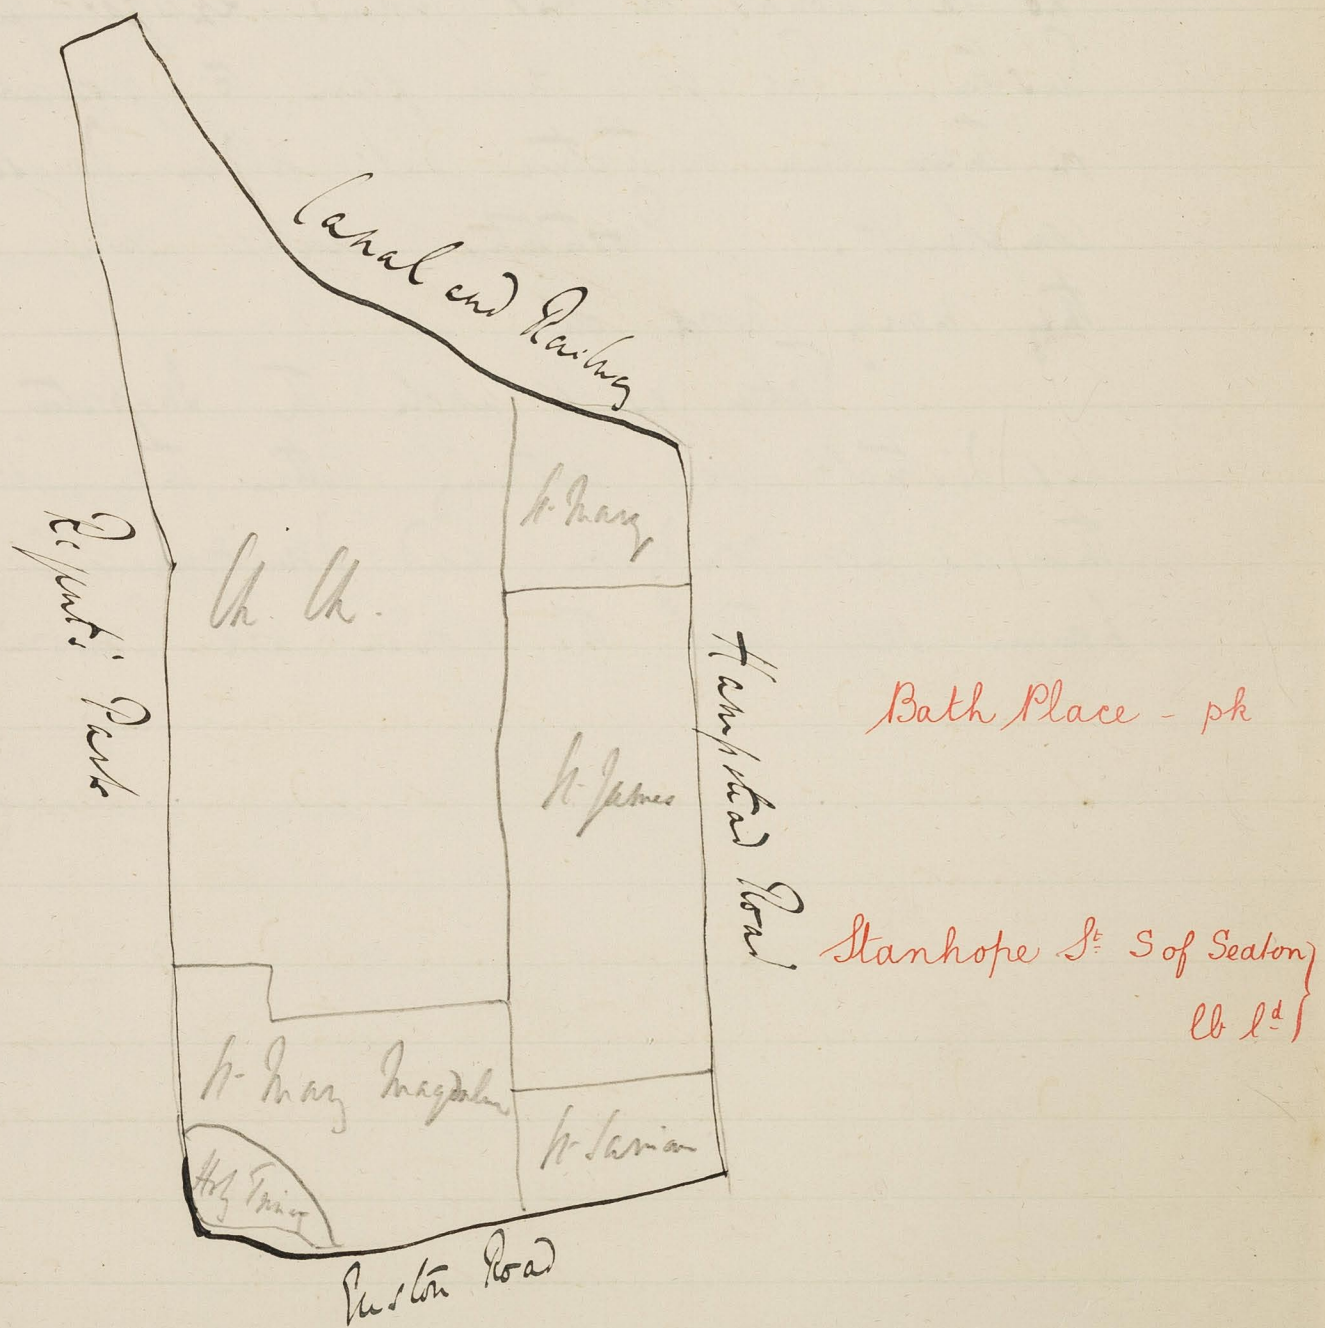 Canal and Railway
St. Mary
Ch. Ch.
Regent's Park
Hampstead Road
Bath Place - pk
St. James
Stanhope St S of Seaton }
lb ld
St. Mary Magdalen
St. Saviour
Holy Trinity
Euston Road